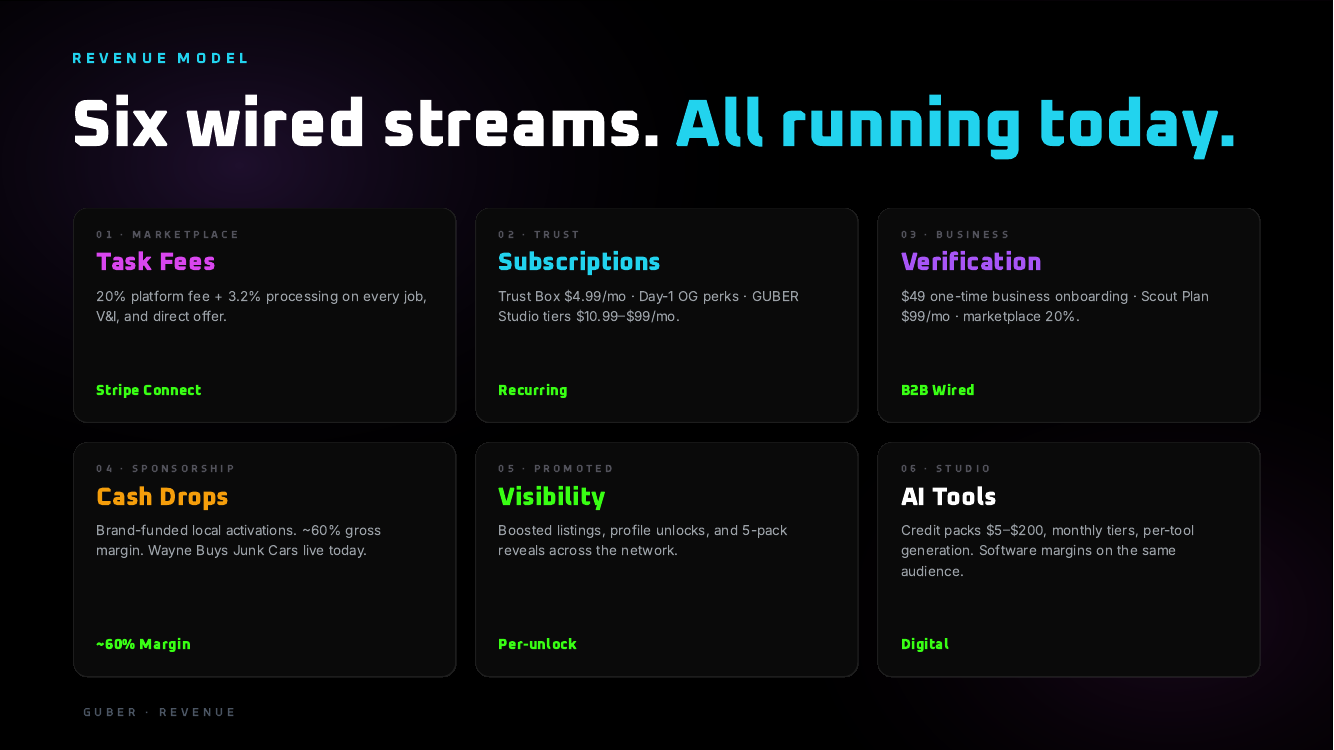 REVENUE MODEL
Six wired streams. All running today.
01 · MARKETPLACE
Task Fees
20% platform fee + 3.2% processing on every job,
V&I, and direct offer.
Stripe Connect
02 · TRUST
Subscriptions
Trust Box $4.99/mo · Day-1 OG perks · GUBER
Studio tiers $10.99–$99/mo.
Recurring
03 · BUSINESS
Verification
$49 one-time business onboarding · Scout Plan
$99/mo · marketplace 20%.
B2B Wired
04 · SPONSORSHIP
Cash Drops
Brand-funded local activations. ~60% gross
margin. Wayne Buys Junk Cars live today.
~60% Margin
05 · PROMOTED
Visibility
Boosted listings, profile unlocks, and 5-pack
reveals across the network.
Per-unlock
06 · STUDIO
AI Tools
Credit packs $5–$200, monthly tiers, per-tool
generation. Software margins on the same
audience.
Digital
GUBER · REVENUE